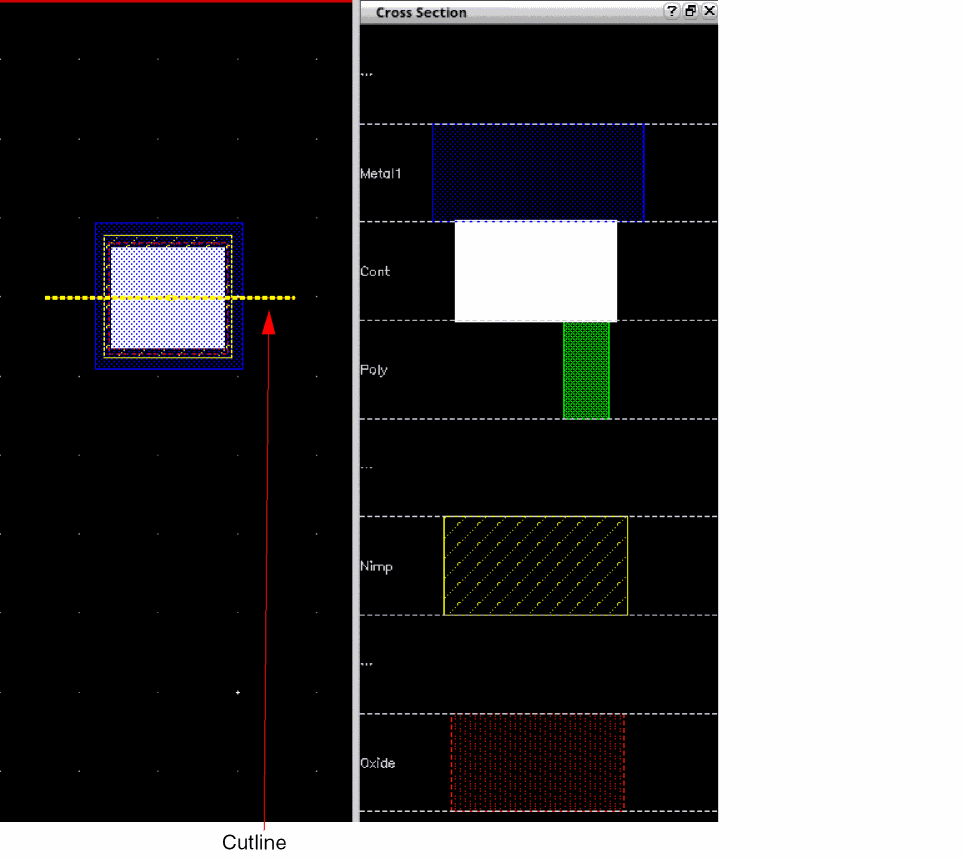 Cross Section
...
Metal1
Cont
Poly
...
Nimp
...
Oxide
Cutline